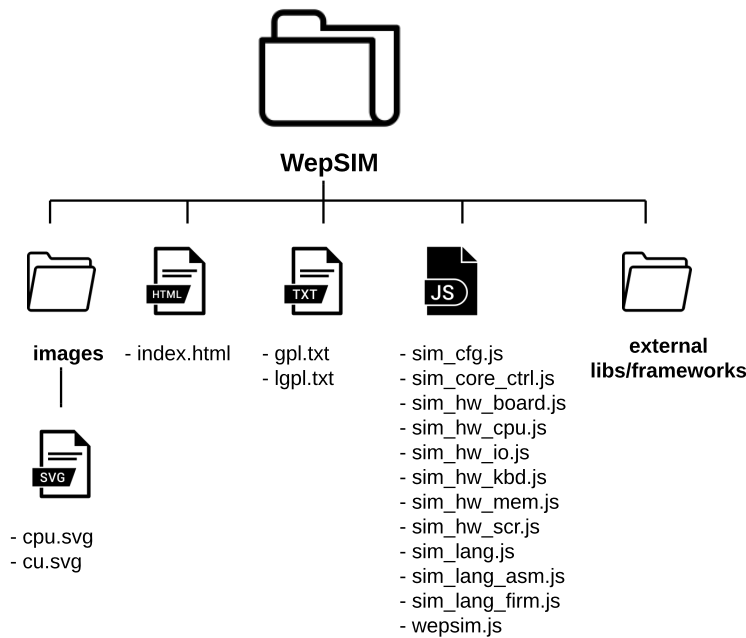 WepSIM
HTML
TXT
JS
images
- index.html
- gpl.txt
- lgpl.txt
- sim_cfg.js
- sim_core_ctrl.js
- sim_hw_board.js
- sim_hw_cpu.js
- sim_hw_io.js
- sim_hw_kbd.js
- sim_hw_mem.js
- sim_hw_scr.js
- sim_lang.js
- sim_lang_asm.js
- sim_lang_firm.js
- wepsim.js
external
libs/frameworks
SVG
- cpu.svg
- cu.svg